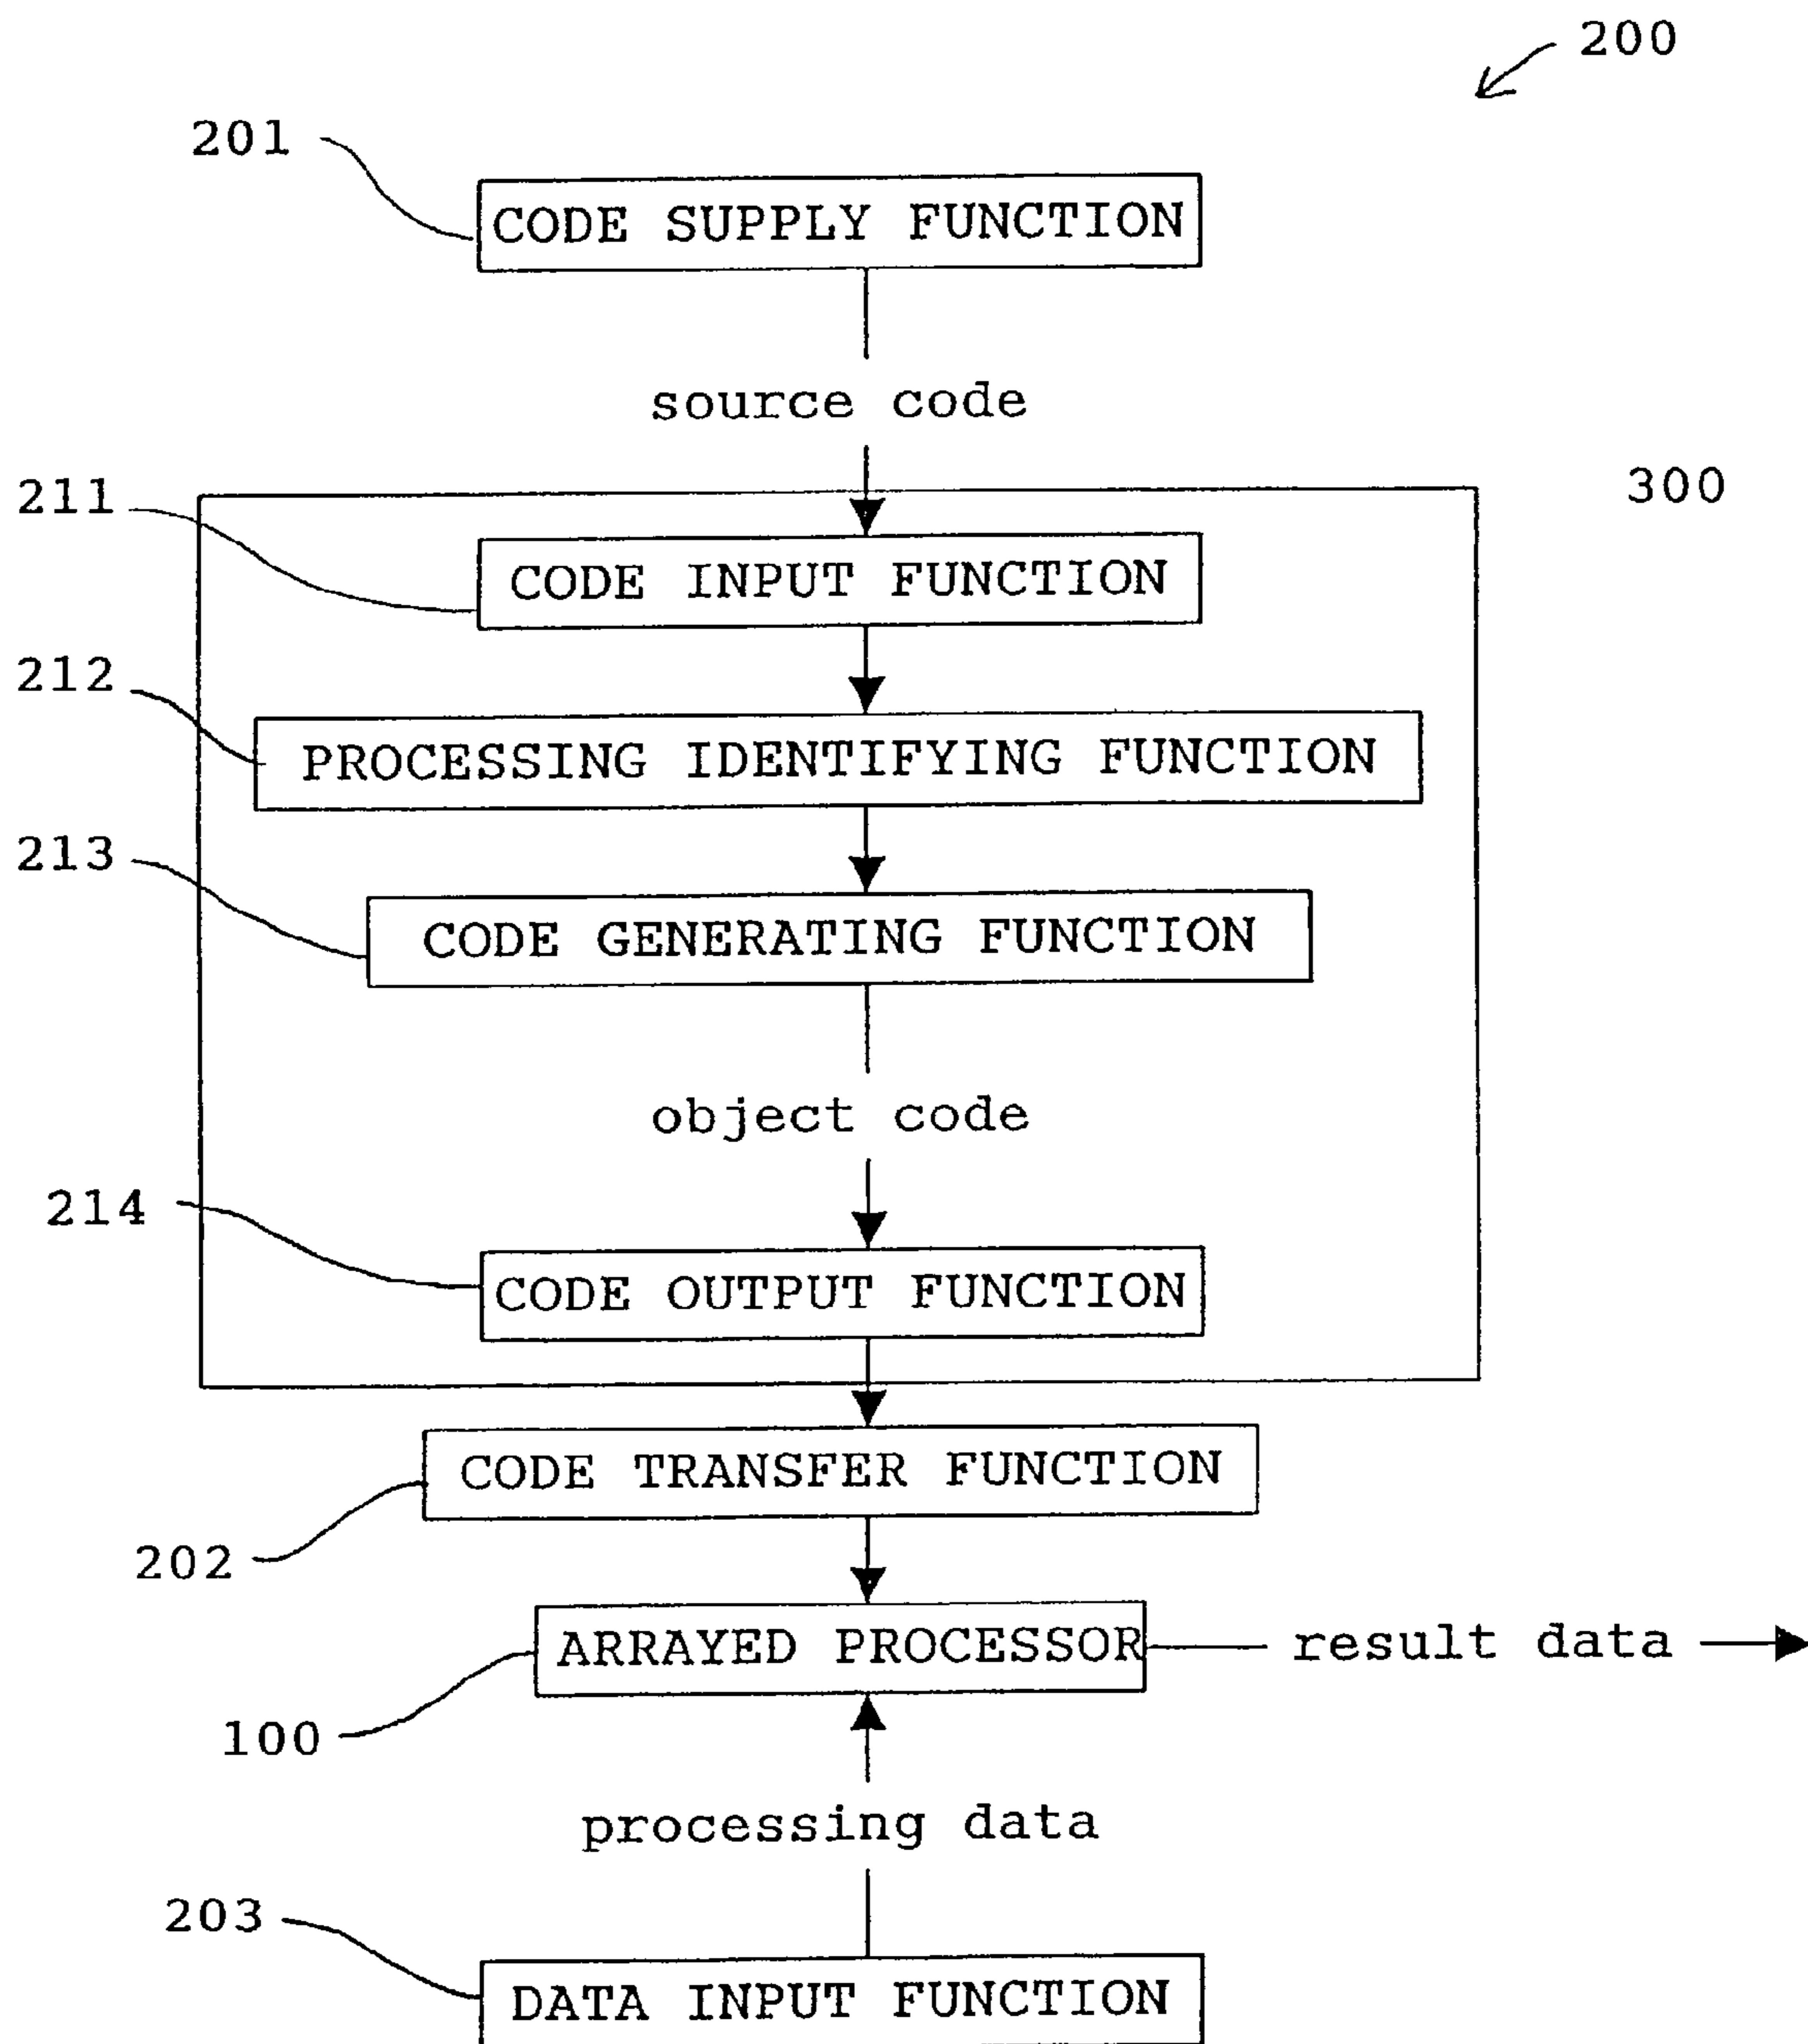 200
201
CODE SUPPLY FUNCTION
source code
300
211
CODE INPUT FUNCTION
212
PROCESSING IDENTIFYING FUNCTION
213
CODE GENERATING FUNCTION
object code
214
CODE OUTPUT FUNCTION
CODE TRANSFER FUNCTION
202
ARRAYED PROCESSOR
result data
100
processing data
203
DATA INPUT FUNCTION